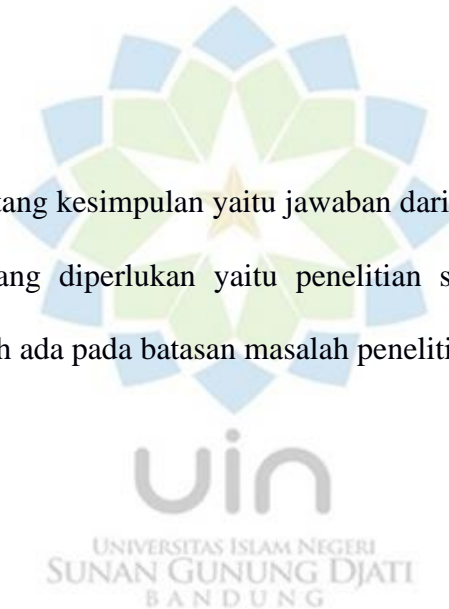 tang kesimpulan yaitu jawaban dari
ang diperlukan yaitu penelitian s
h ada pada batasan masalah peneliti
uin
UNIVERSITAS ISLAM NEGERI
SUNAN GUNUNG DJATI
BANDUNG